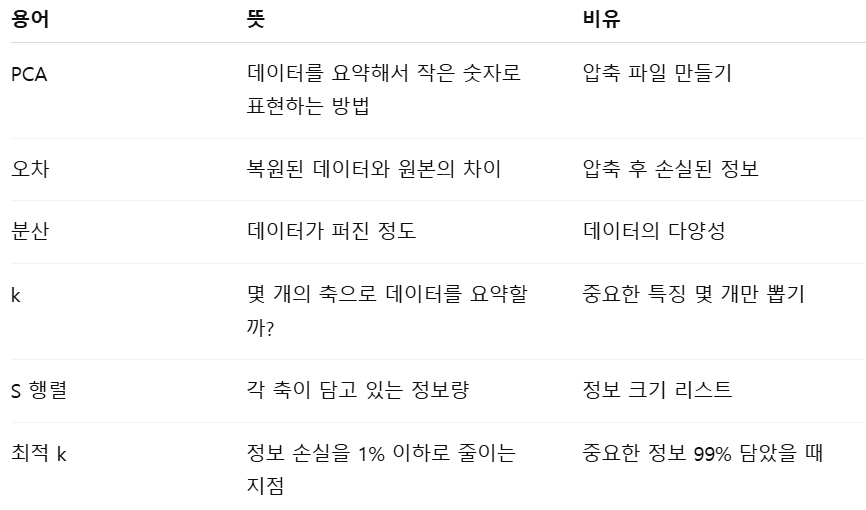 용어 뜻 비유
PCA 데이터를 요약해서 작은 숫자로 압축 파일 만들기
표현하는 방법
오차 복원된 데이터와 원본의 차이 압축 후 손실된 정보
분산 데이터가 퍼진 정도 데이터의 다양성
k 몇 개의 축으로 데이터를 요약할 중요한 특징 몇 개만 뽑기
까?
S 행렬 각 축이 담고 있는 정보량 정보 크기 리스트
최적 k 정보 손실을 1% 이하로 줄이는 중요한 정보 99% 담았을 때
지점